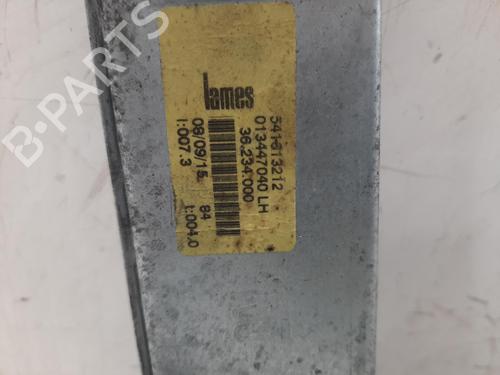 lames
541613212
013447040 LH
36.234.000
84
08/09/15
I:007.3
I:004.0
B-PARTS